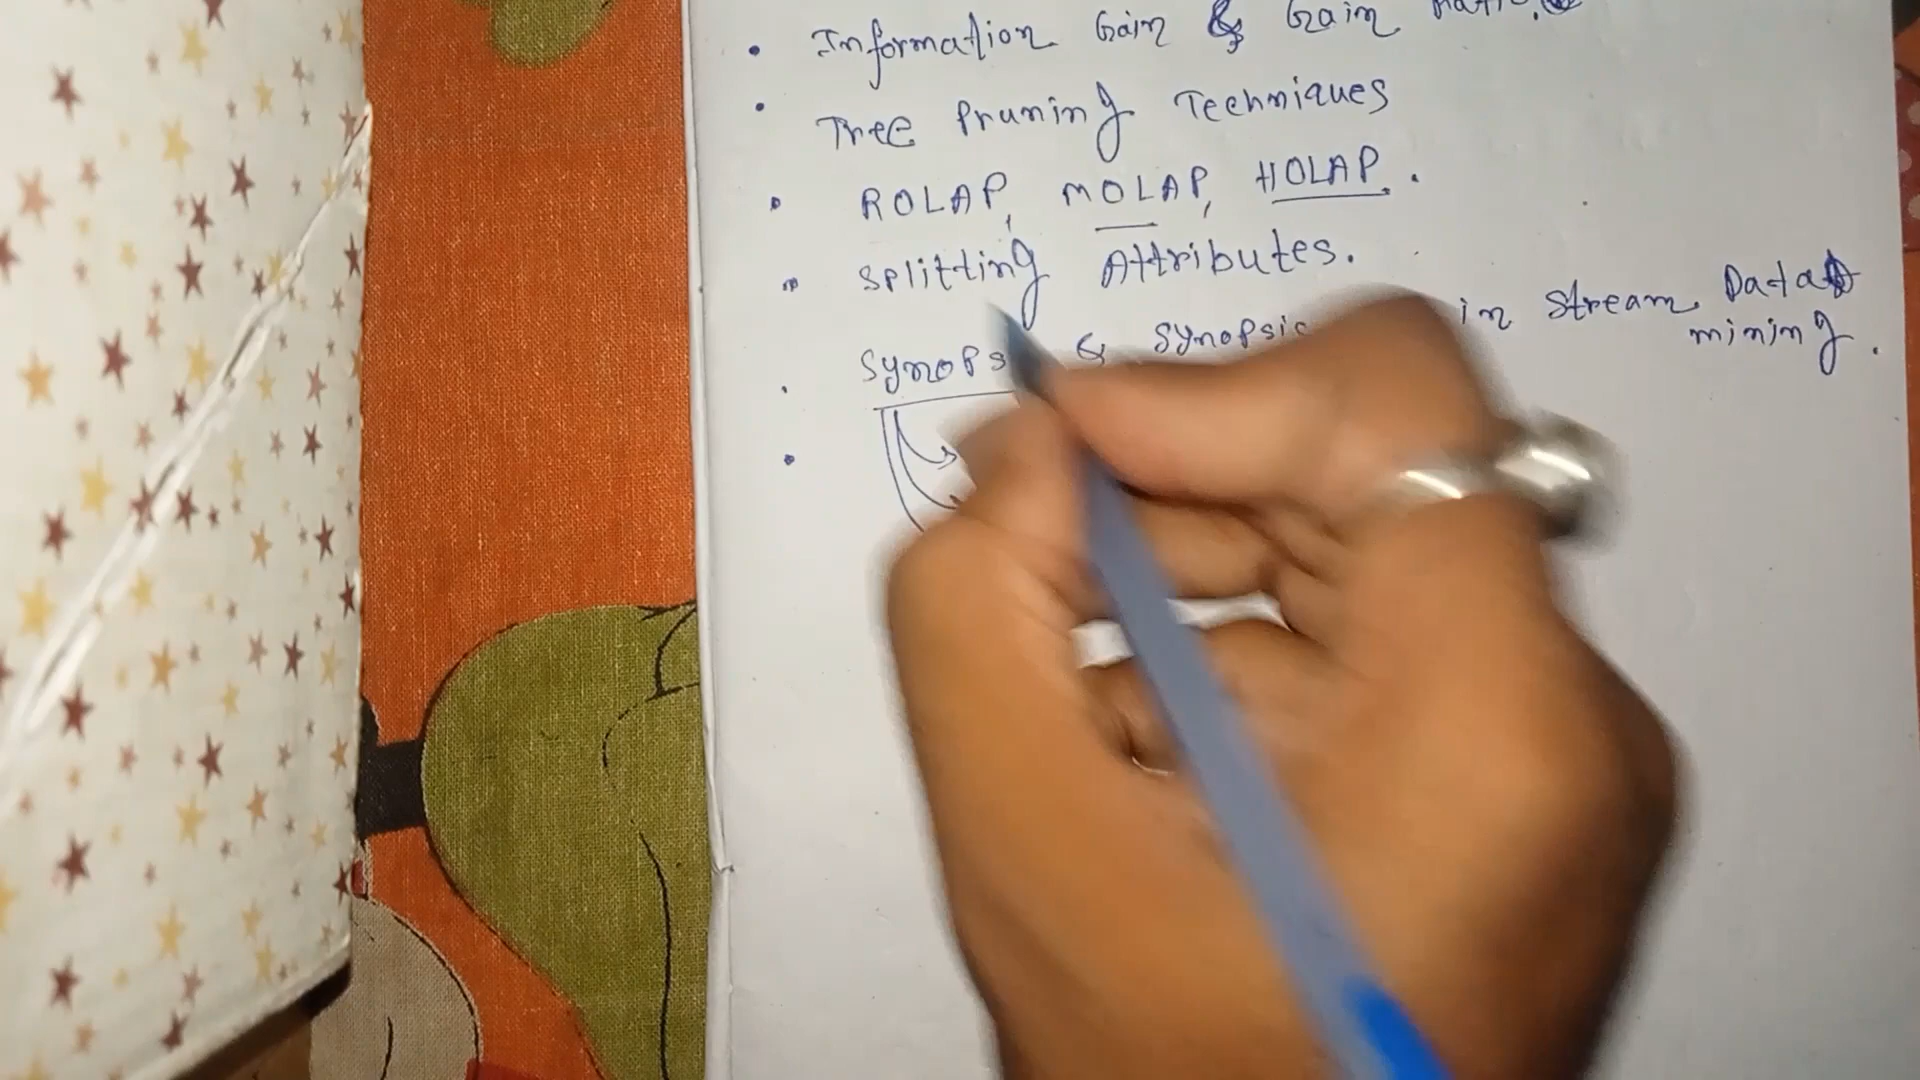 Information Gain & Gain
Tree Pruning Techniques
ROLAP, MOLAP, HOLAP.
Splitting Attributes.
& in Stream Data
mining.